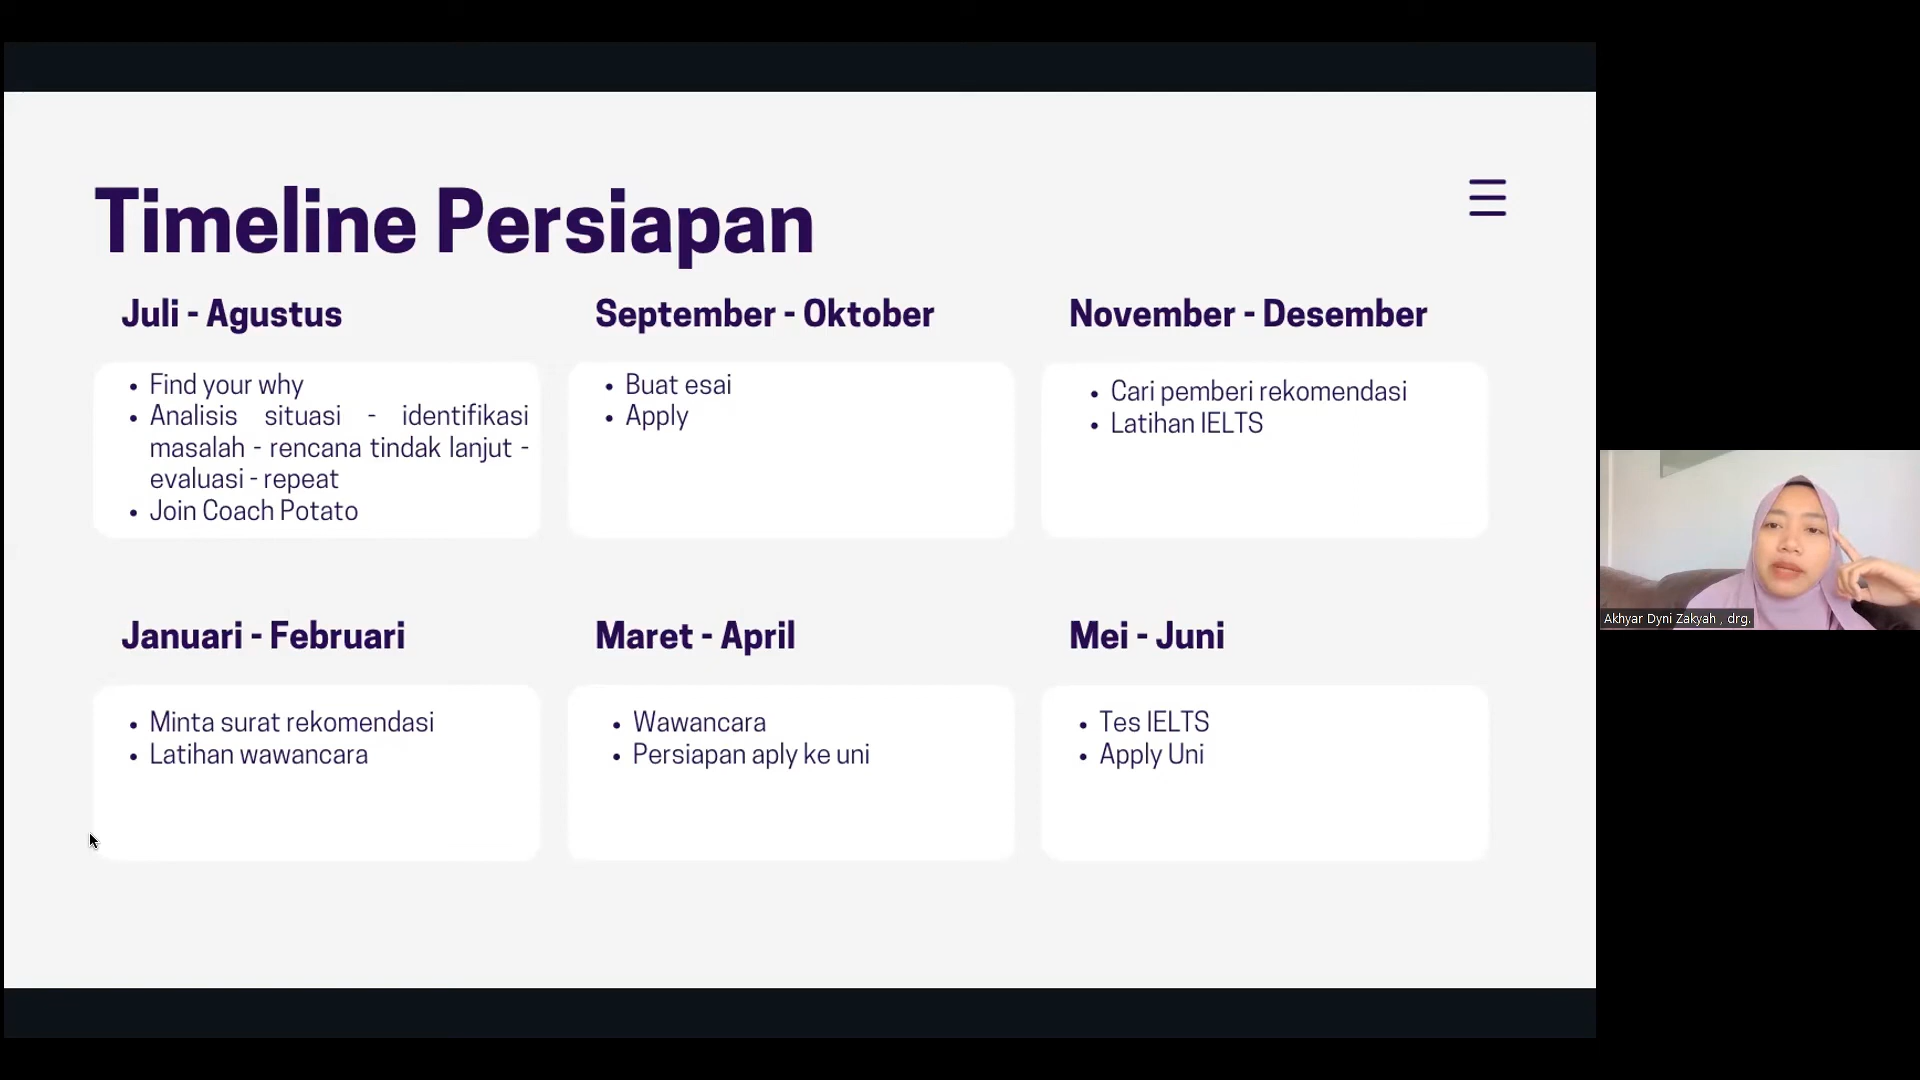 Timeline Persiapan
Juli - Agustus
• Find your why
• Analisis situasi - identifikasi
masalah - rencana tindak lanjut -
evaluasi - repeat
• Join Coach Potato
September - Oktober
• Buat esai
• Apply
November - Desember
• Cari pemberi rekomendasi
• Latihan IELTS
Januari - Februari
• Minta surat rekomendasi
• Latihan wawancara
Maret - April
• Wawancara
• Persiapan aply ke uni
Mei - Juni
• Tes IELTS
• Apply Uni
Akhyar Dyni Zakyah , drg.